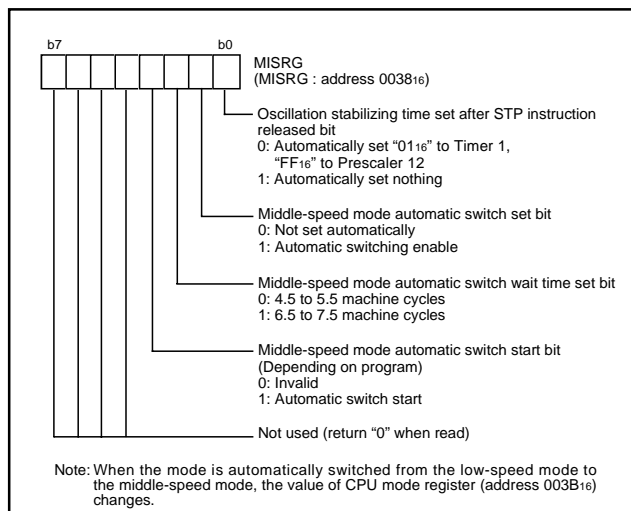 b7 b0
MISRG
(MISRG : address 003816)
Oscillation stabilizing time set after STP instruction
released bit
0: Automatically set “0116” to Timer 1,
“FF16” to Prescaler 12
1: Automatically set nothing
Middle-speed mode automatic switch set bit
0: Not set automatically
1: Automatic switching enable
Middle-speed mode automatic switch wait time set bit
0: 4.5 to 5.5 machine cycles
1: 6.5 to 7.5 machine cycles
Middle-speed mode automatic switch start bit
(Depending on program)
0: Invalid
1: Automatic switch start
Not used (return “0” when read)
Note: When the mode is automatically switched from the low-speed mode to
the middle-speed mode, the value of CPU mode register (address 003B16)
changes.